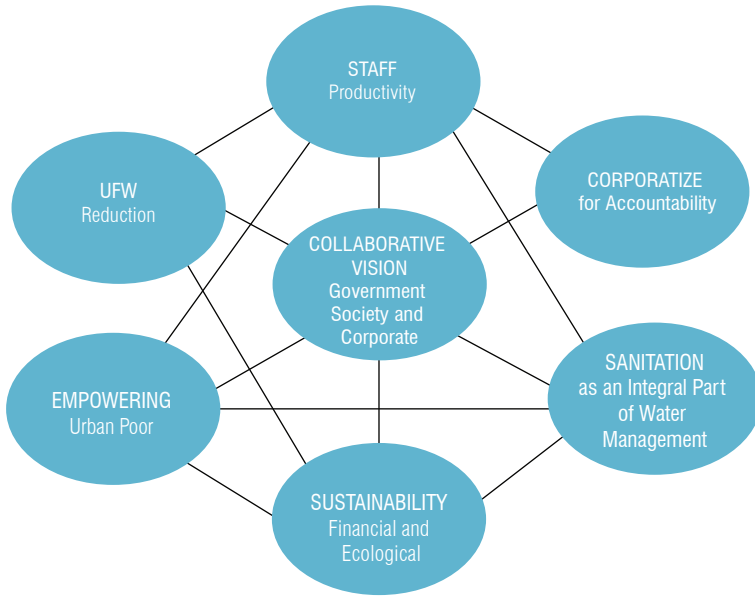 STAFF
Productivity
UFW
Reduction
CORPORATIZE
for Accountability
COLLABORATIVE
VISION
Government
Society and
Corporate
EMPOWERING
Urban Poor
SANITATION
as an Integral Part
of Water
Management
SUSTAINABILITY
Financial and
Ecological